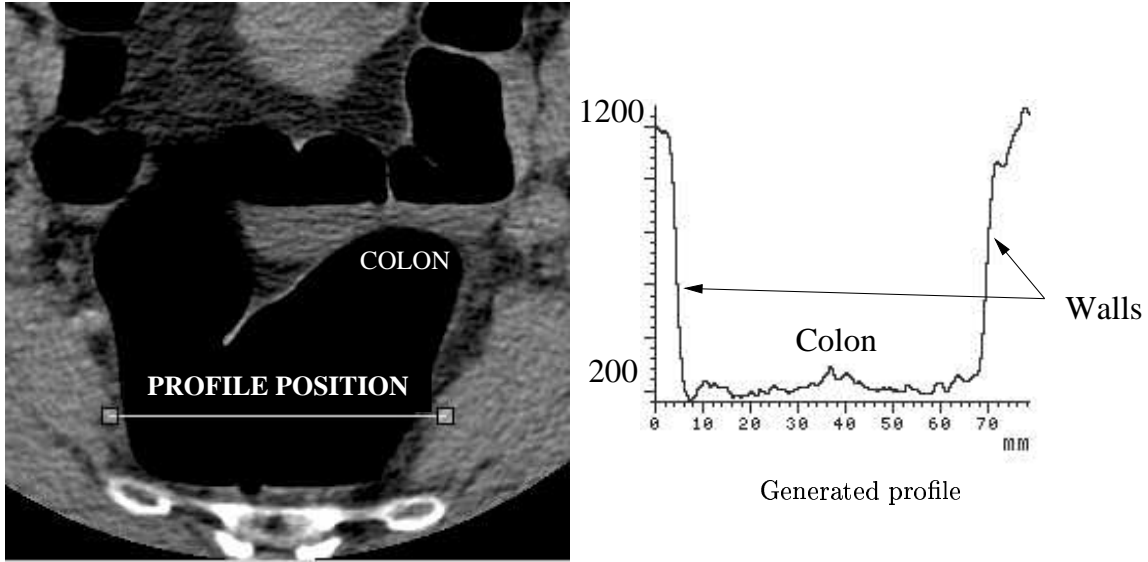 COLON
PROFILE POSITION
1200
200
Colon
Walls
0 10 20 30 40 50 60 70
mm
Generated profile